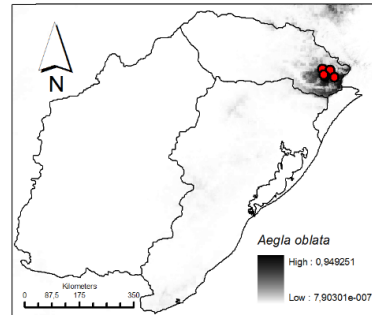 N
Aegla oblata
High : 0,949251
Low : 7,90301e-007
Kilometers
0 87,5 175 350